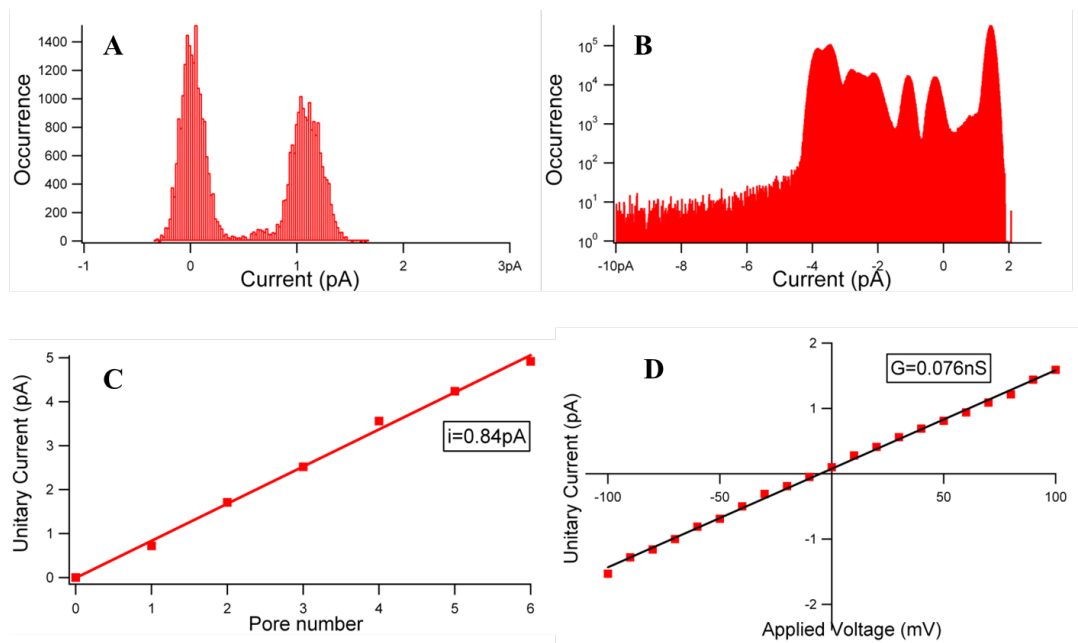 A
1400
1200
1000
800
600
400
200
0
Occurrence
-1
0
1
2
3pA
Current (pA)
B
10^5
10^4
10^3
10^2
10^1
10^0
Occurrence
-10pA
-8
-6
-4
-2
0
2
Current (pA)
C
5
4
3
2
1
0
Unitary Current (pA)
i=0.84pA
0
1
2
3
4
5
6
Pore number
D
G=0.076nS
2
1
-1
-2
Unitary Current (pA)
-100
-50
50
100
Applied Voltage (mV)